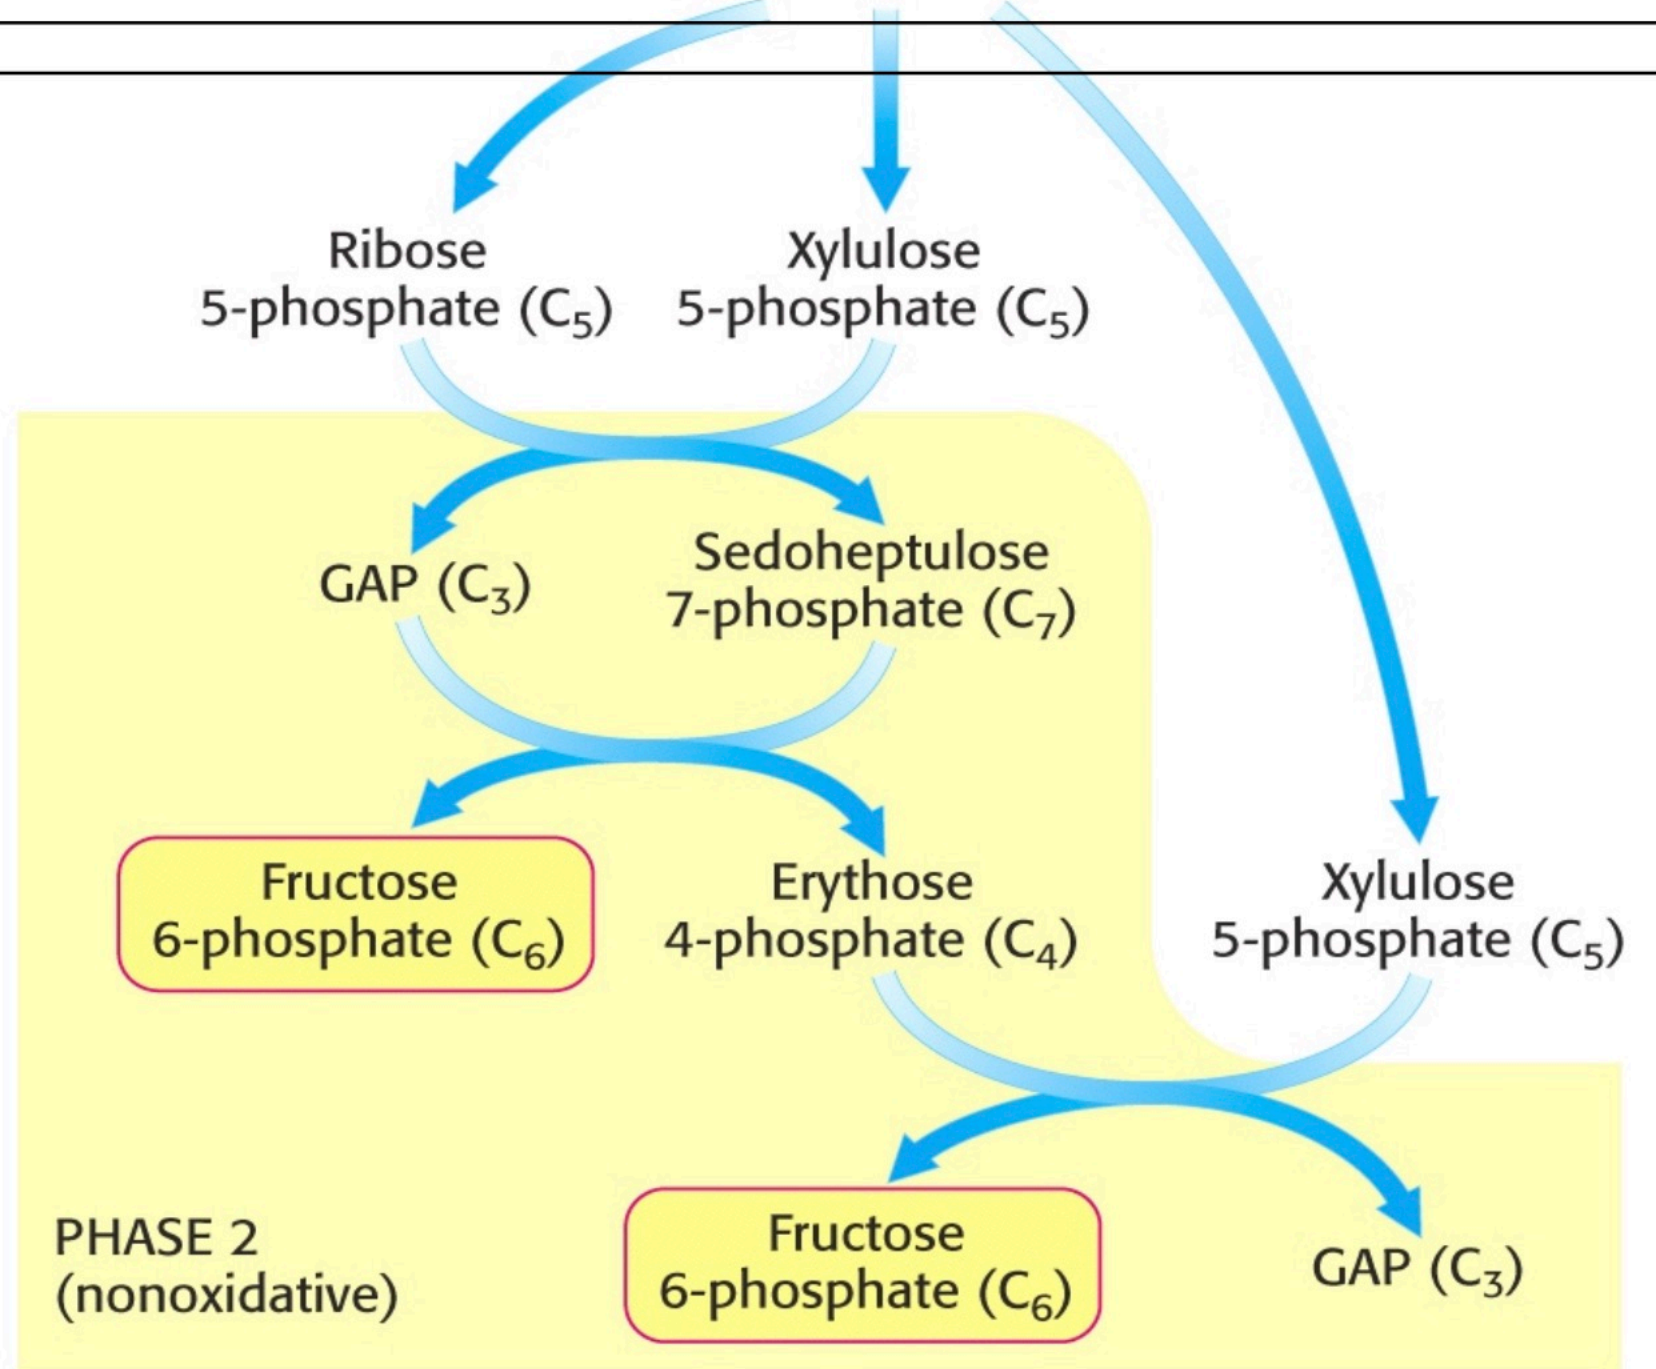 Ribose
5-phosphate (C₅)
Xylulose
5-phosphate (C₅)
GAP (C₃)
Sedoheptulose
7-phosphate (C₇)
Fructose
6-phosphate (C₆)
Erythose
4-phosphate (C₄)
Xylulose
5-phosphate (C₅)
PHASE 2
(nonoxidative)
Fructose
6-phosphate (C₆)
GAP (C₃)